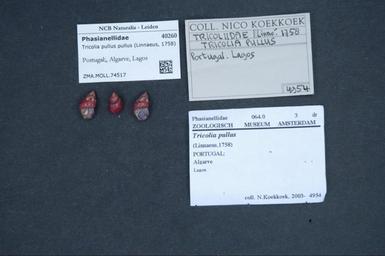 NCB Naturalis - Leiden
Phasianellidae 40260
Tricolia pullus pullus (Linnaeus, 1758)
Portugal;, Algarve, Lagos
ZMA.MOLL.74517
COLL. NICO KOEKKOEK
TRICOLIIDAE (Linné. 1758
TRICOLIA PULLUS
Portugal. Lagos
4954
Phasianellidae 064.0 3 dr
ZOOLOGISCH MUSEUM AMSTERDAM
Tricolia pullus
(Linnaeus,1758)
PORTUGAL;
Algarve
Lagos
coll. N.Koekkoek. 2003- 4954